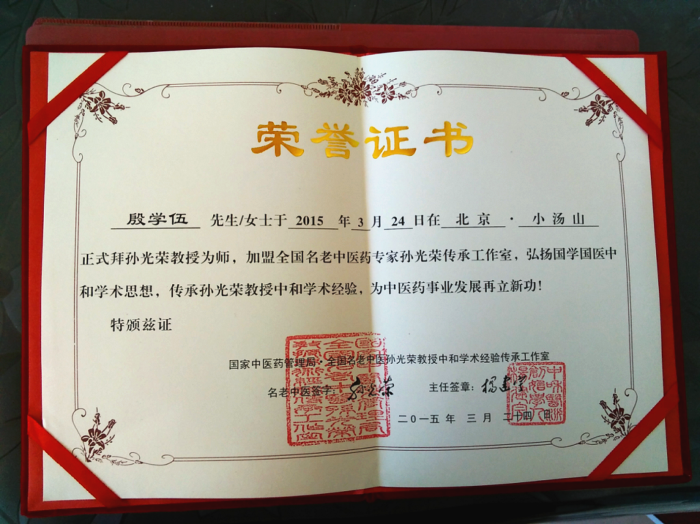 荣誉证书
殷学伍 先生/女士于 2015 年 3 月 24 日在 北京 · 小汤山
正式拜孙光荣教授为师，加盟全国名老中医药专家孙光荣传承工作室，弘扬国学国医中
和学术思想，传承孙光荣教授中和学术经验，为中医药事业发展再立新功！
特颁兹证
国家中医药管理局·全国名老中医孙光荣教授中和学术经验传承工作室
名老中医签字：孙光荣 主任签章：杨建宇
二〇一五年 三月 二十四日